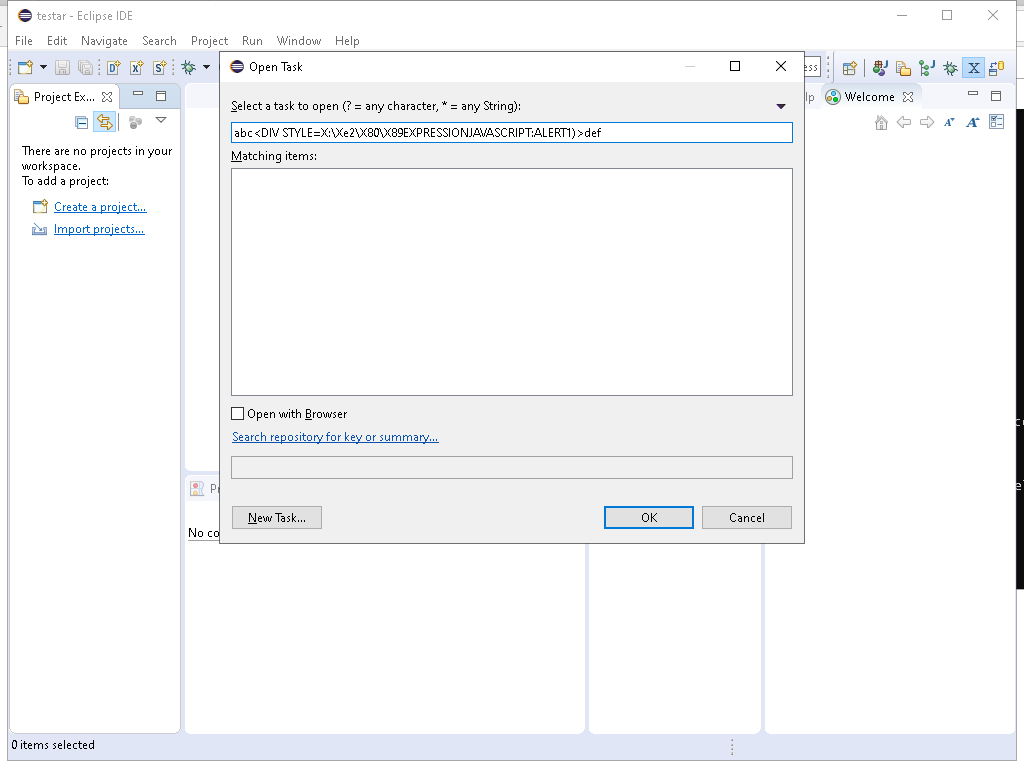 testar - Eclipse IDE
File Edit Navigate Search Project Run Window Help
Open Task
Project Ex...
Welcome
Select a task to open (? = any character, * = any String):
abc<DIV STYLE=X:\Xe2\X80\X89EXPRESSIONJAVASCRIPT:ALERT1)>def
Matching items:
There are no projects in your
workspace.
To add a project:
Create a project...
Import projects...
Open with Browser
Search repository for key or summary...
New Task...
OK
Cancel
No co
0 items selected